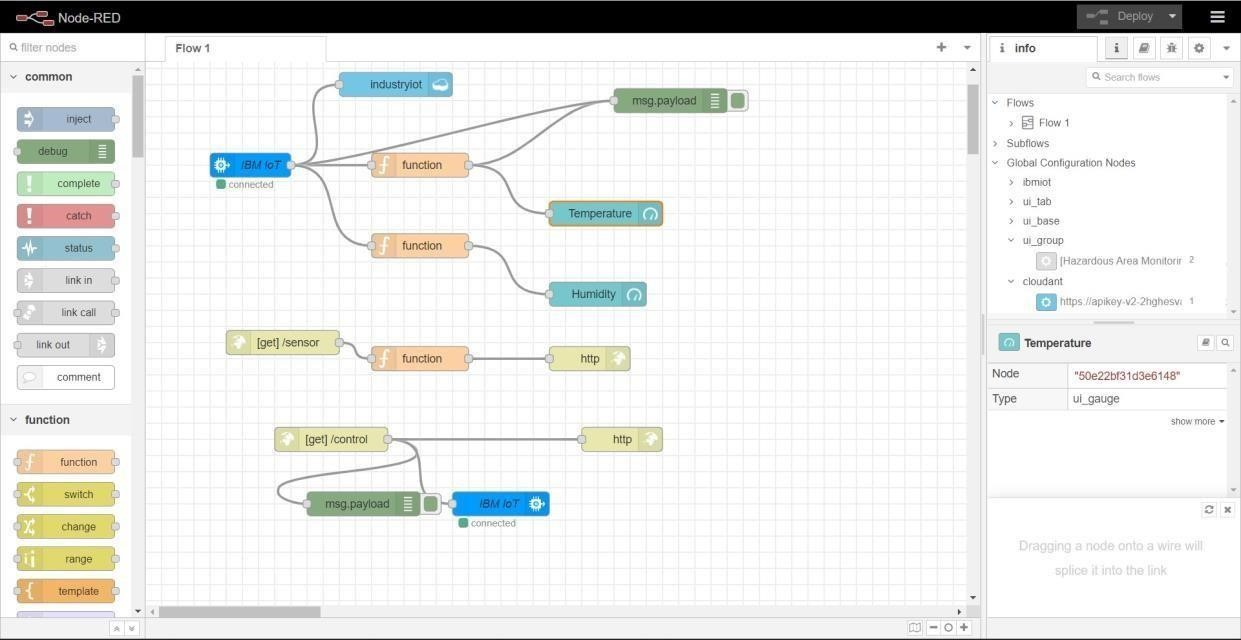 Node-RED
Deploy
filter nodes
Flow 1
info
common
Search flows
inject
debug
complete
catch
status
link in
link call
link out
comment
function
function
switch
change
range
template
industryiot
msg.payload
IBM IoT
connected
function
Temperature
function
Humidity
[get] /sensor
function
http
[get] /control
http
msg.payload
IBM IoT
connected
Flows
Flow 1
Subflows
Global Configuration Nodes
ibmiot
ui_tab
ui_base
ui_group
[Hazardous Area Monitorin 2
cloudant
https://apikey-v2-2hghesva 1
Temperature
Node "50e22bf31d3e6148"
Type ui_gauge
show more
Dragging a node onto a wire will
splice it into the link